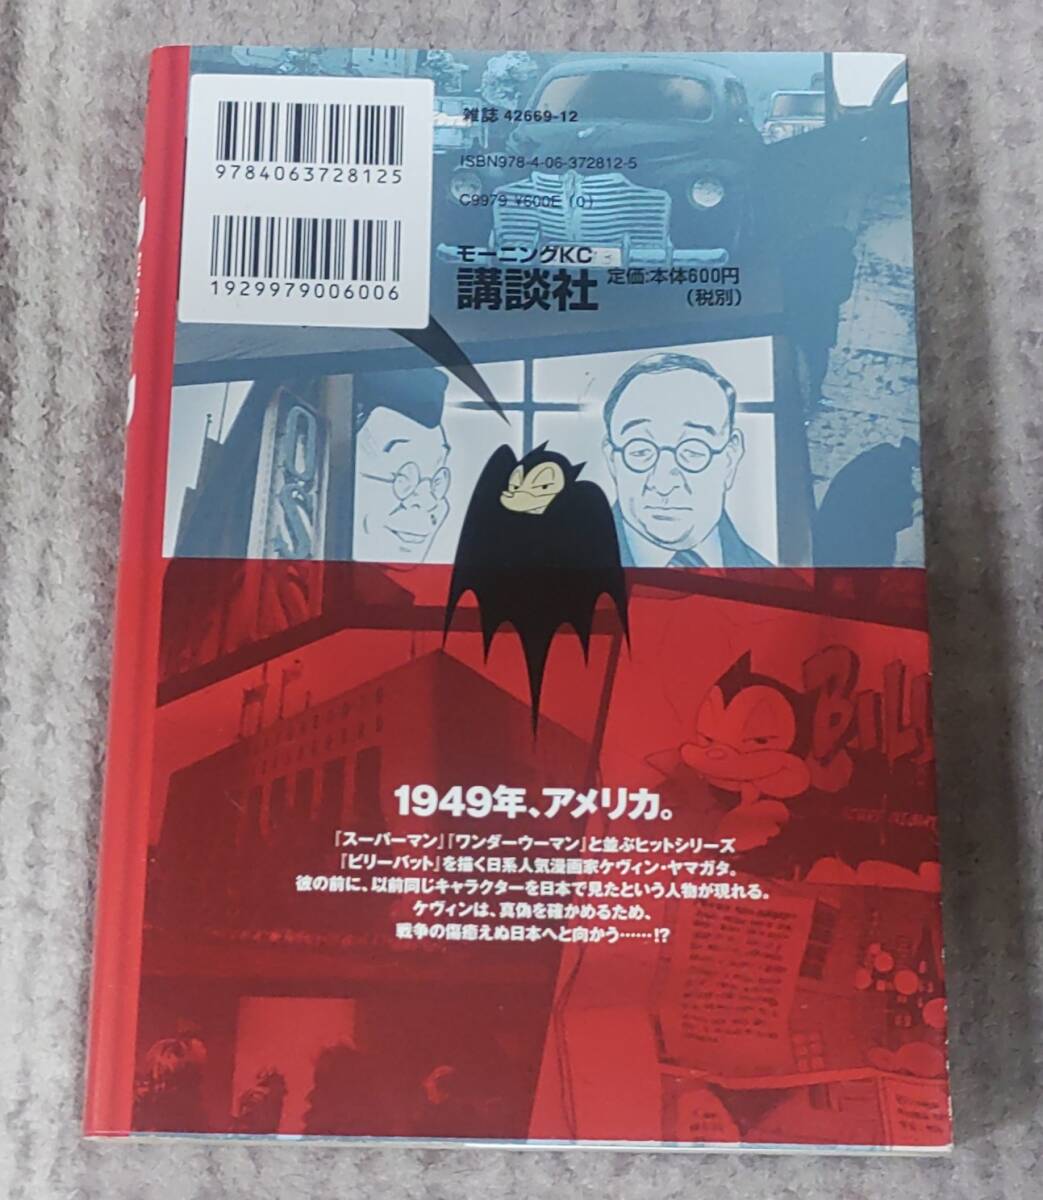 9784063728125
1929979006006
雑誌 42669-12
ISBN978-4-06-372812-5
C9979 ¥600E (0)
モーニングKC
講談社 定価:本体600円
(税別)
BILL
1949年、アメリカ。
『スーパーマン』『ワンダーウーマン』と並ぶヒットシリーズ
『ビリーバット』を描く日系人気漫画家ケヴィン・ヤマガタ。
彼の前に、以前同じキャラクターを日本で見たという人物が現れる。
ケヴィンは、真偽を確かめるため、
戦争の傷癒えぬ日本へと向かう……!?